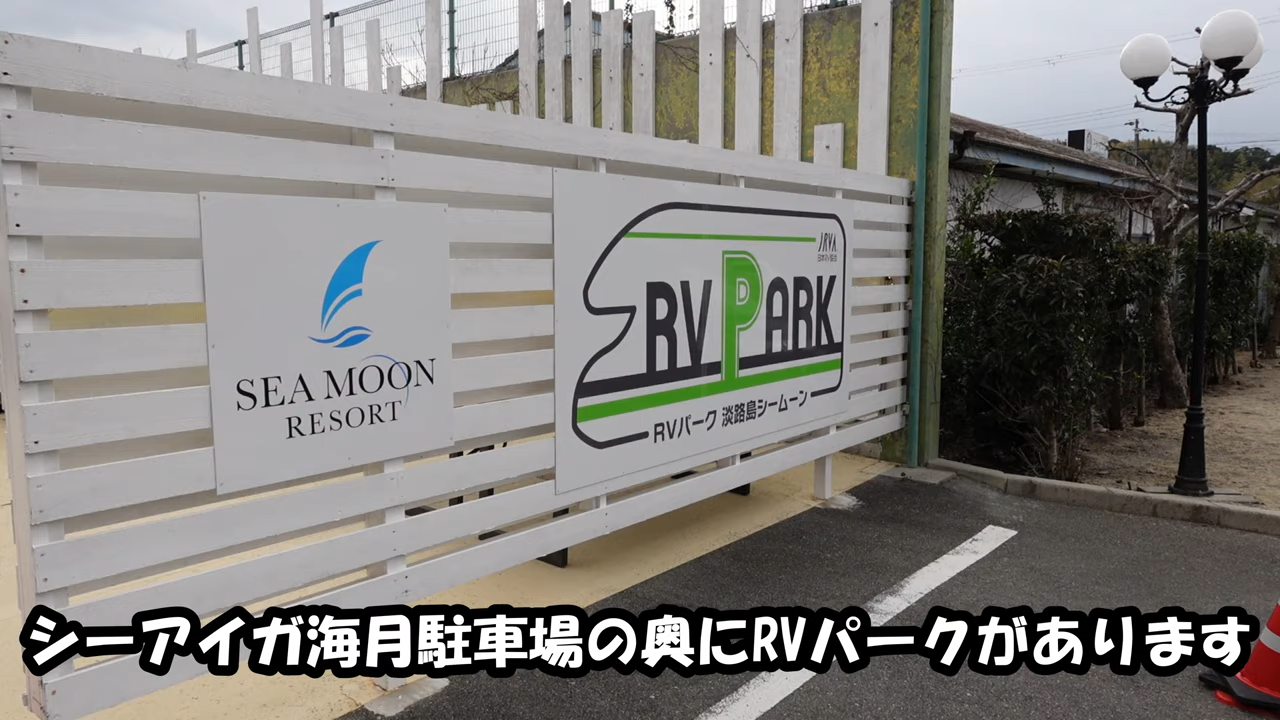 SEA MOON
RESORT
JRVA
日本RV協会
RV PARK
RVパーク 淡路島シームーン
シーアイガ海月駐車場の奥にRVパークがあります